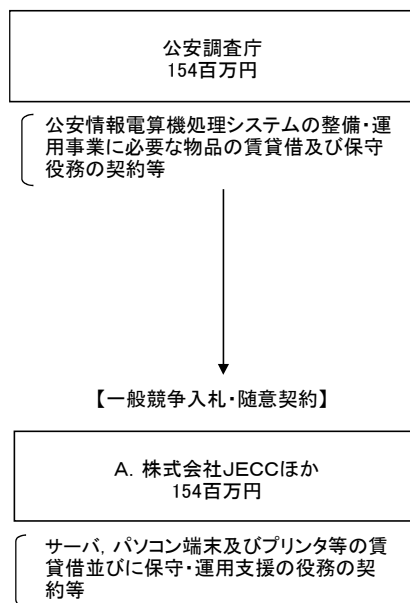 公安調査庁
154百万円
公安情報電算機処理システムの整備・運
用事業に必要な物品の賃貸借及び保守
役務の契約等
【一般競争入札・随意契約】
A．株式会社JECCほか
154百万円
サーバ，パソコン端末及びプリンタ等の賃
貸借並びに保守・運用支援の役務の契
約等